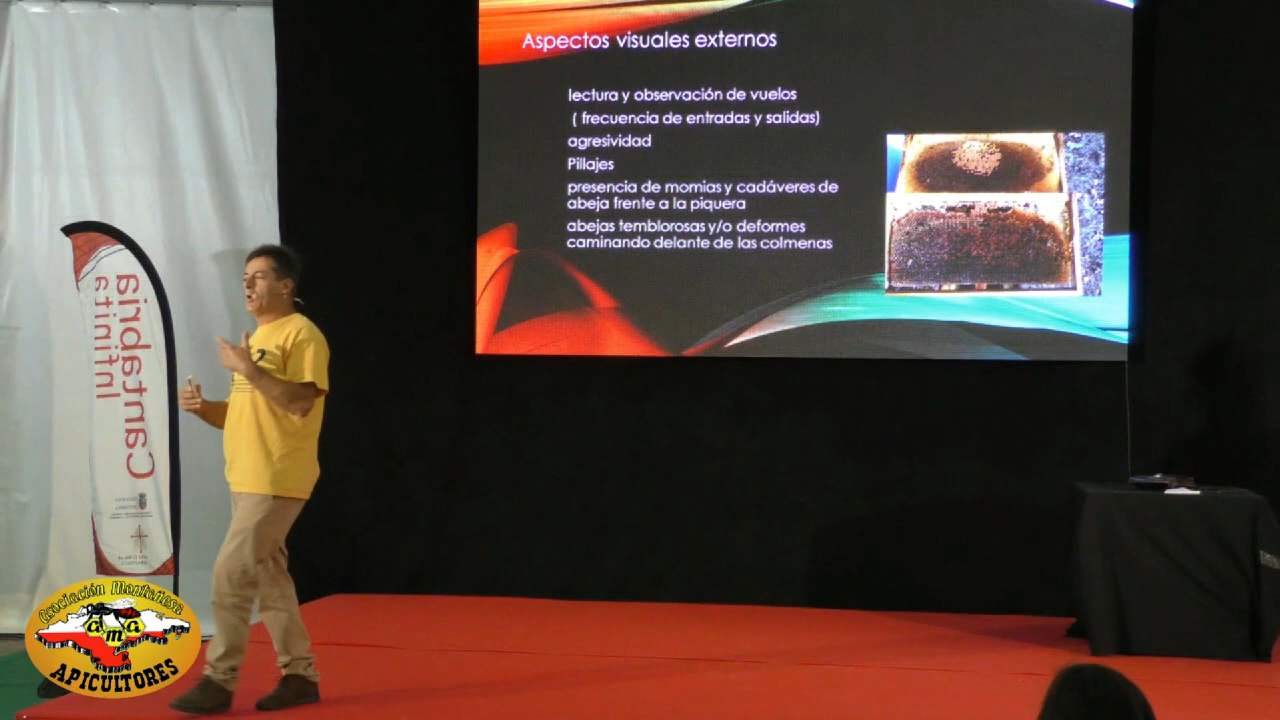 Aspectos visuales externos
lectura y observación de vuelos
( frecuencia de entradas y salidas)
agresividad
Pillajes
presencia de momias y cadáveres de
abeja frente a la piquera
abejas temblorosas y/o deformes
caminando delante de las colmenas
Cantabria
Infinita
Asociación Montañesa
a m a
APICULTORES